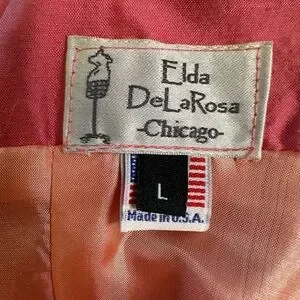 Elda
DeLaRosa
-Chicago-
L
Made in U.S.A.